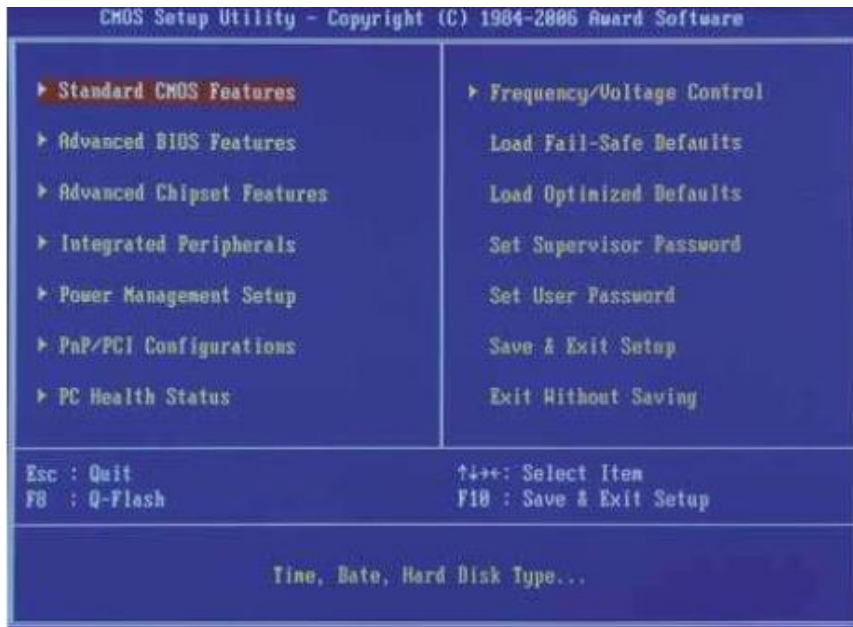 CMOS Setup Utility - Copyright (C) 1984-2006 Award Software
▶ Standard CMOS Features
▶ Advanced BIOS Features
▶ Advanced Chipset Features
▶ Integrated Peripherals
▶ Power Management Setup
▶ PnP/PCI Configurations
▶ PC Health Status
▶ Frequency/Voltage Control
Load Fail-Safe Defaults
Load Optimized Defaults
Set Supervisor Password
Set User Password
Save & Exit Setup
Exit Without Saving
Esc : Quit
F8 : Q-Flash
↑↓→←: Select Item
F10 : Save & Exit Setup
Time, Date, Hard Disk Type...